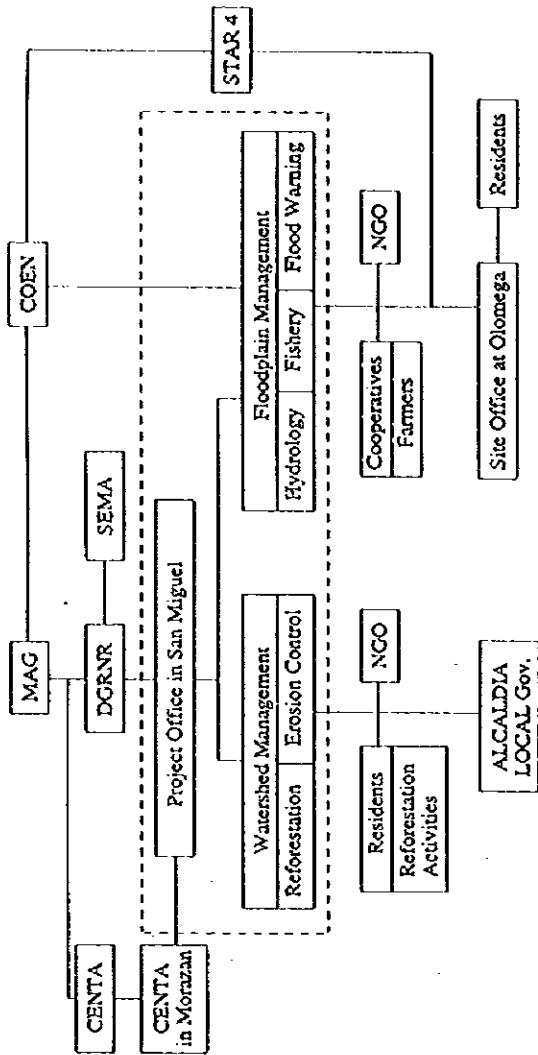 MAG
COEN
STAR 4
CENTA
DGRNR
SEMA
CENTA
in Morazan
Project Office in San Miguel
Watershed Management
Reforestation
Erosion Control
Floodplain Management
Hydrology
Fishery
Flood Warning
Residents
Reforestation
Activities
NGO
Cooperatives
Farmers
NGO
ALCALDIA
LOCAL Gov.
Site Office at Olomega
Residents